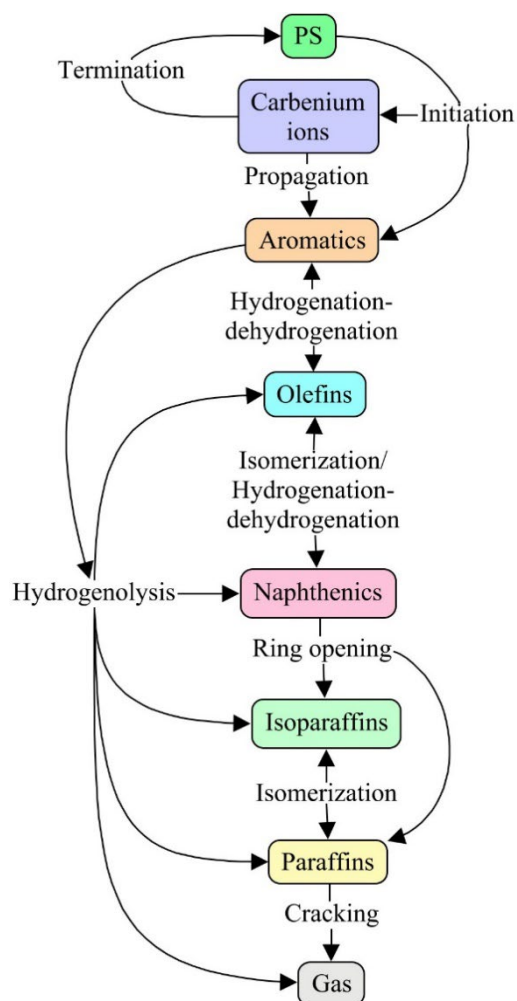 PS
Termination
Carbenium
ions
Initiation
Propagation
Aromatics
Hydrogenation-
dehydrogenation
Olefins
Isomerization/
Hydrogenation-
dehydrogenation
Hydrogenolysis
Naphthenics
Ring opening
Isoparaffins
Isomerization
Paraffins
Cracking
Gas